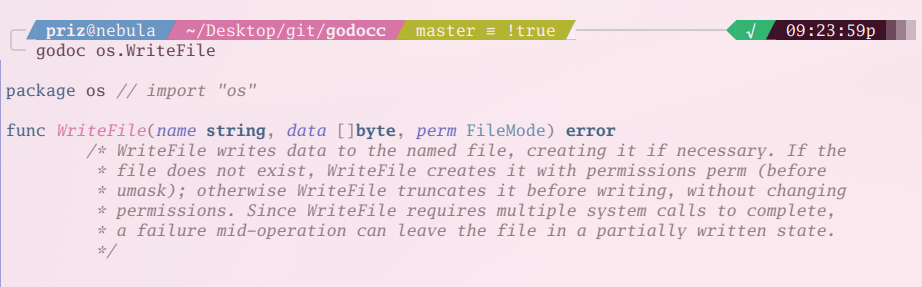 priz@nebula ~/Desktop/git/godocc master ≡ !true √ 09:23:59p
godoc os.WriteFile
package os // import "os"
func WriteFile(name string, data []byte, perm FileMode) error
/* WriteFile writes data to the named file, creating it if necessary. If the
* file does not exist, WriteFile creates it with permissions perm (before
* umask); otherwise WriteFile truncates it before writing, without changing
* permissions. Since WriteFile requires multiple system calls to complete,
* a failure mid-operation can leave the file in a partially written state.
*/